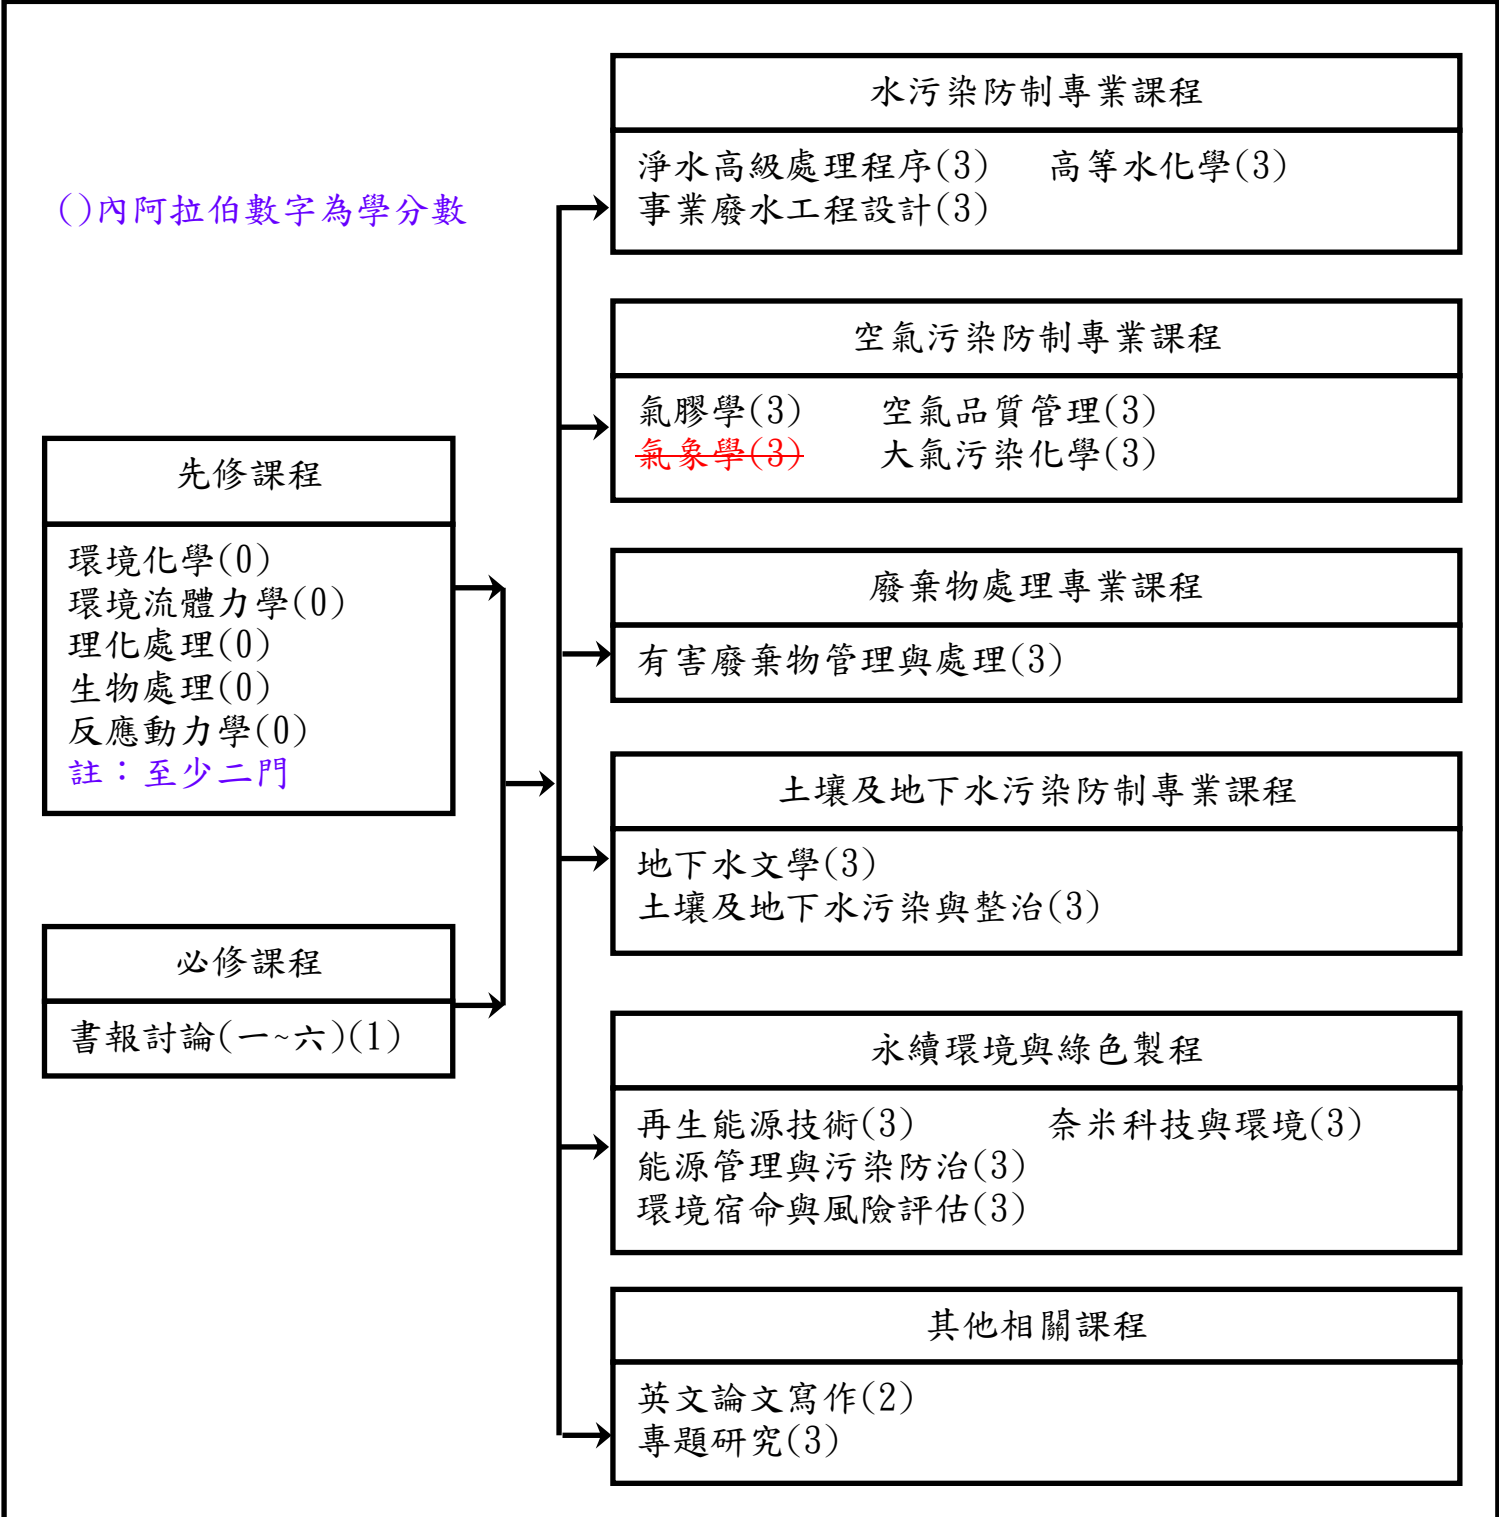 ()內阿拉伯數字為學分數
先修課程
環境化學(0)
環境流體力學(0)
理化處理(0)
生物處理(0)
反應動力學(0)
註：至少二門
必修課程
書報討論(一~六)(1)
水污染防制專業課程
淨水高級處理程序(3) 高等水化學(3)
事業廢水工程設計(3)
空氣污染防制專業課程
氣膠學(3) 空氣品質管理(3)
氣象學(3) 大氣污染化學(3)
廢棄物處理專業課程
有害廢棄物管理與處理(3)
土壤及地下水污染防制專業課程
地下水文學(3)
土壤及地下水污染與整治(3)
永續環境與綠色製程
再生能源技術(3) 奈米科技與環境(3)
能源管理與污染防治(3)
環境宿命與風險評估(3)
其他相關課程
英文論文寫作(2)
專題研究(3)